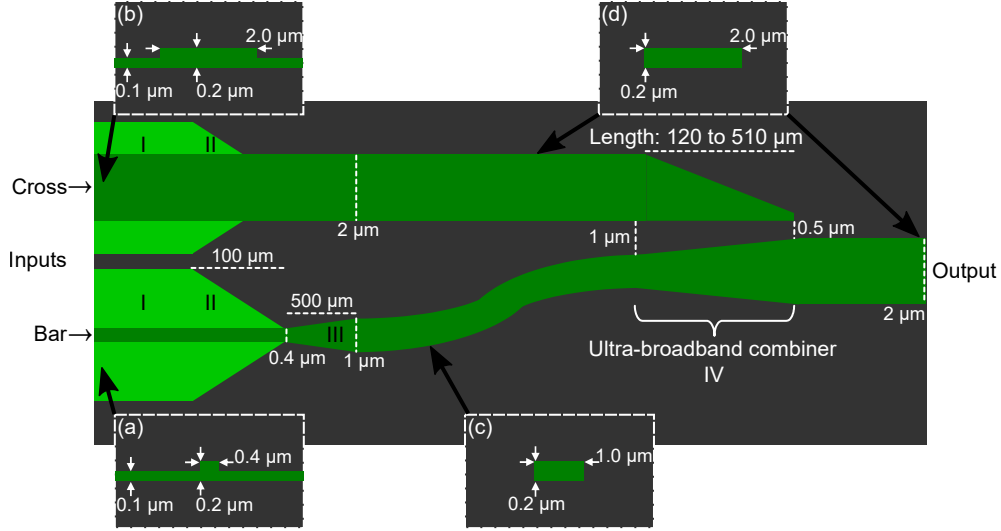 (b)
2.0 µm
0.1 µm
0.2 µm
(d)
2.0 µm
0.2 µm
I
II
Length: 120 to 510 µm
Cross→
2 µm
1 µm
0.5 µm
Inputs
100 µm
Output
I
II
500 µm
2 µm
Bar→
III
0.4 µm
1 µm
Ultra-broadband combiner
IV
(a)
0.4 µm
0.1 µm
0.2 µm
(c)
1.0 µm
0.2 µm